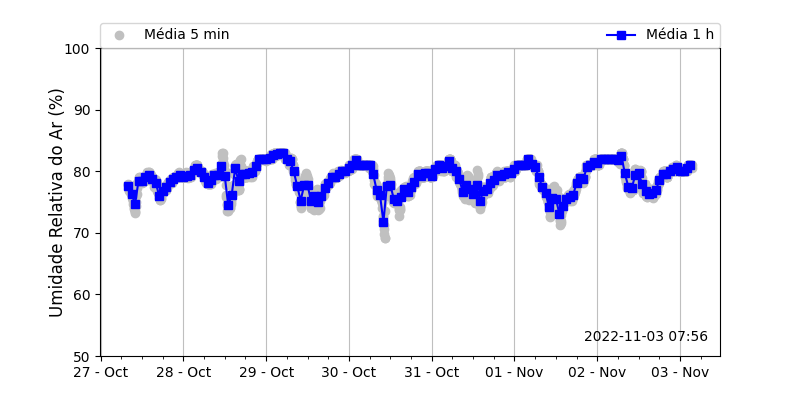 Média 5 min
Média 1 h
Umidade Relativa do Ar (%)
100
90
80
70
60
50
2022-11-03 07:56
27 - Oct
28 - Oct
29 - Oct
30 - Oct
31 - Oct
01 - Nov
02 - Nov
03 - Nov